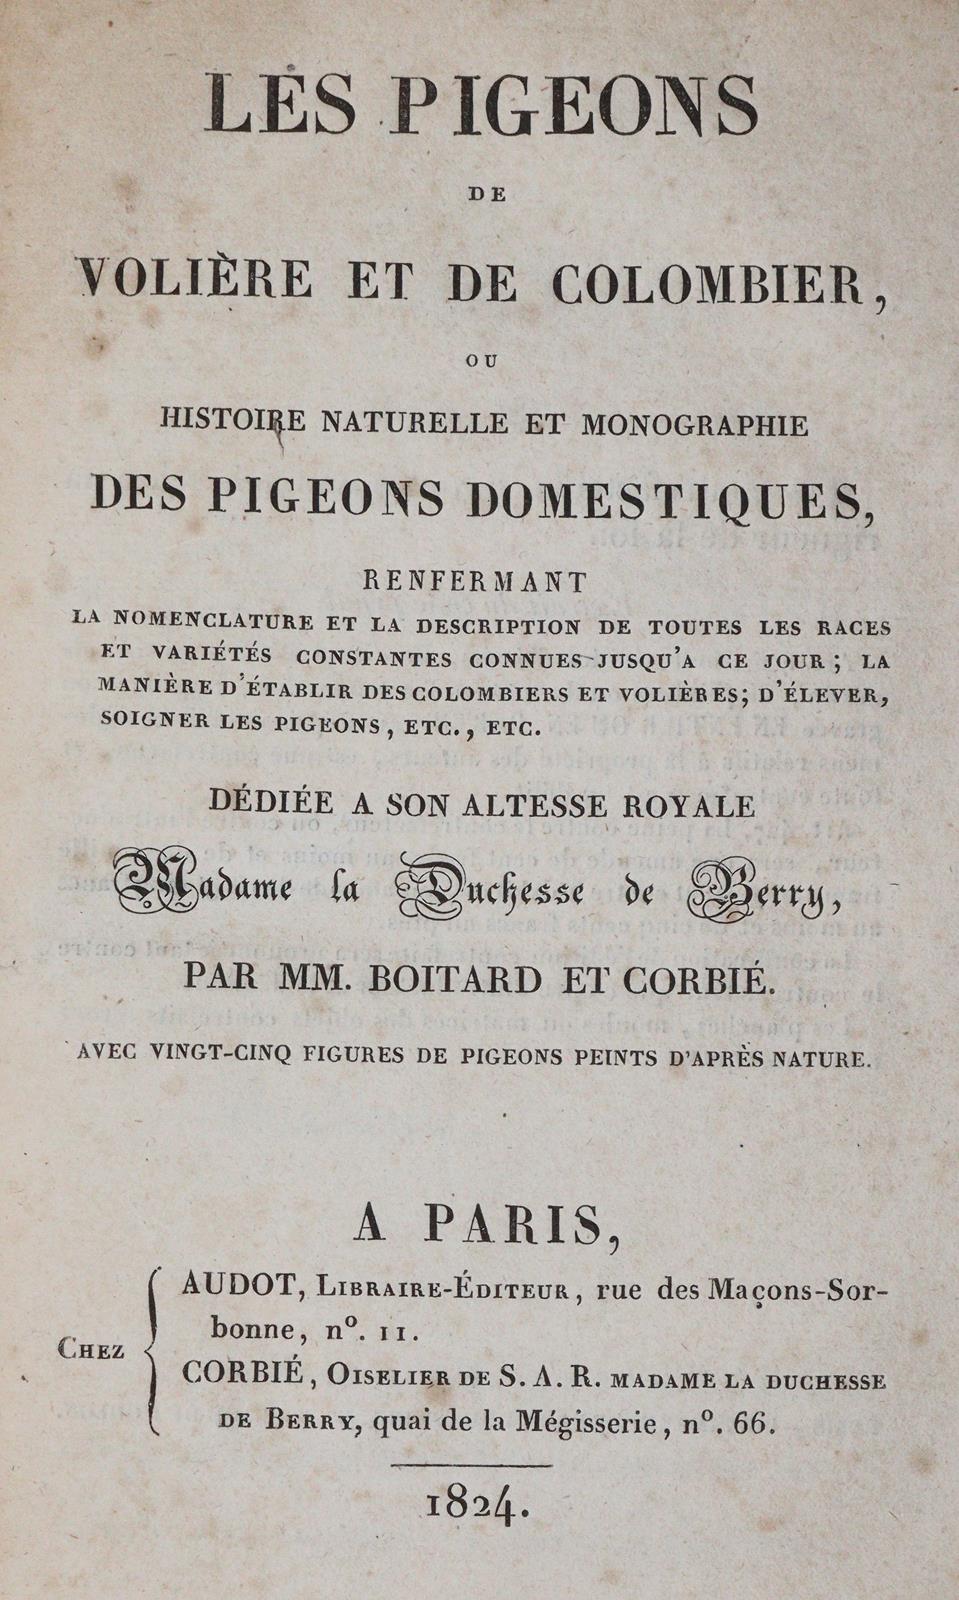 LES PIGEONS
DE
VOLIÈRE ET DE COLOMBIER,
OU
HISTOIRE NATURELLE ET MONOGRAPHIE
DES PIGEONS DOMESTIQUES,
RENFERMANT
LA NOMENCLATURE ET LA DESCRIPTION DE TOUTES LES RACES
ET VARIÉTÉS CONSTANTES CONNUES JUSQU'A CE JOUR; LA
MANIÈRE D'ÉTABLIR DES COLOMBIERS ET VOLIÈRES; D'ÉLEVER,
SOIGNER LES PIGEONS, ETC., ETC.
DÉDIÉE A SON ALTESSE ROYALE
Madame la Duchesse de Berry,
PAR MM. BOITARD ET CORBIÉ.
AVEC VINGT-CINQ FIGURES DE PIGEONS PEINTS D'APRÈS NATURE.
A PARIS,
CHEZ
AUDOT, LIBRAIRE-ÉDITEUR, rue des Maçons-Sor-
bonne, nº. 11.
CORBIÉ, OISELIER DE S. A. R. MADAME LA DUCHESSE
DE BERRY, quai de la Mégisserie, nº. 66.
1824.